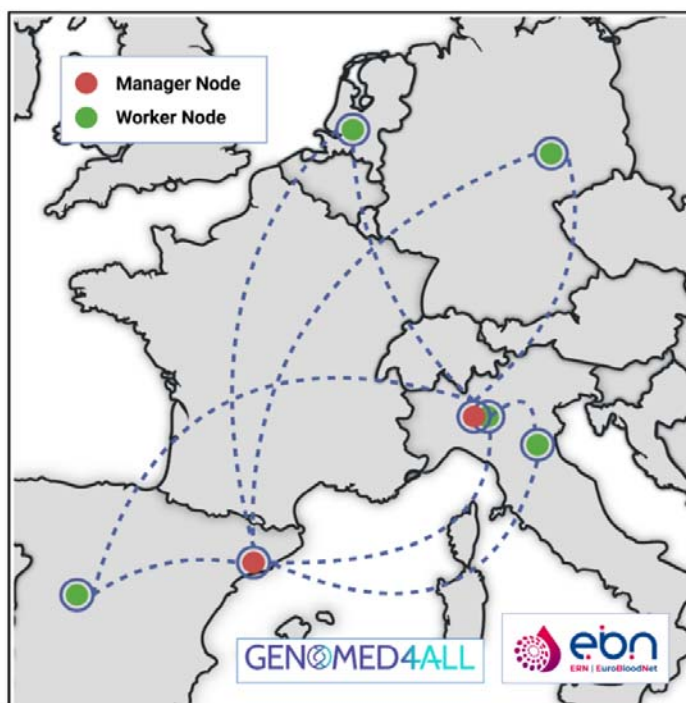 Manager Node
Worker Node
GENOMED4ALL
ebn
ERN | EuroBloodNet